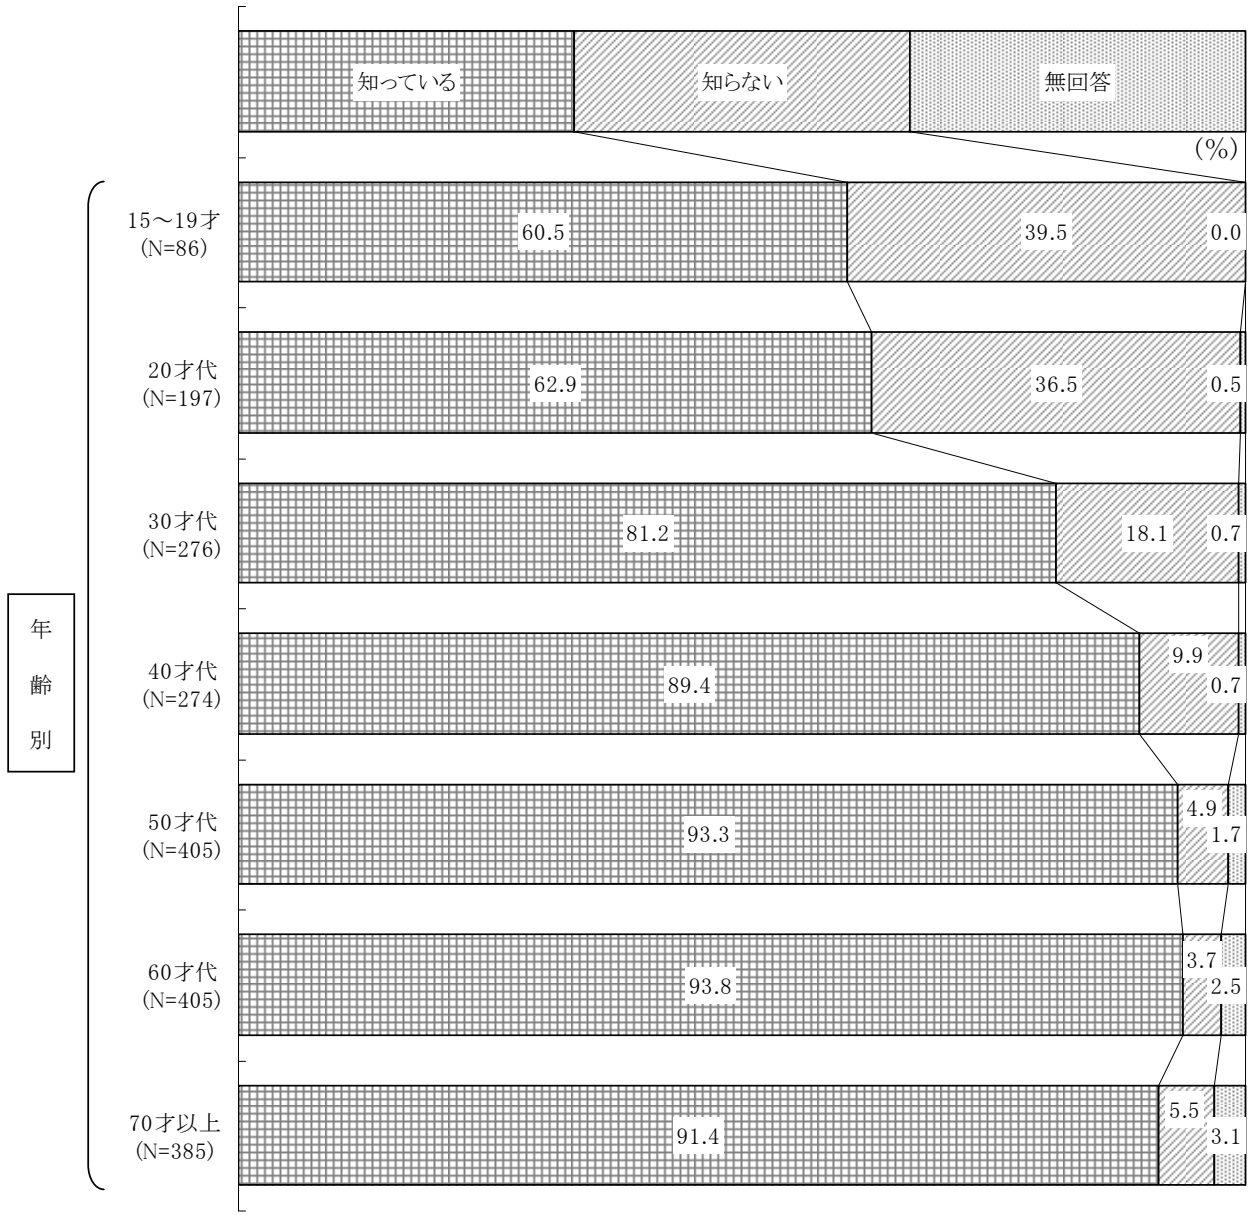 知っている 知らない 無回答
(%)
15～19才
(N=86)
60.5 39.5 0.0
20才代
(N=197)
62.9 36.5 0.5
30才代
(N=276)
81.2 18.1 0.7
年
齢
別
40才代
(N=274)
89.4 9.9 0.7
50才代
(N=405)
93.3 4.9 1.7
60才代
(N=405)
93.8 3.7 2.5
70才以上
(N=385)
91.4 5.5 3.1